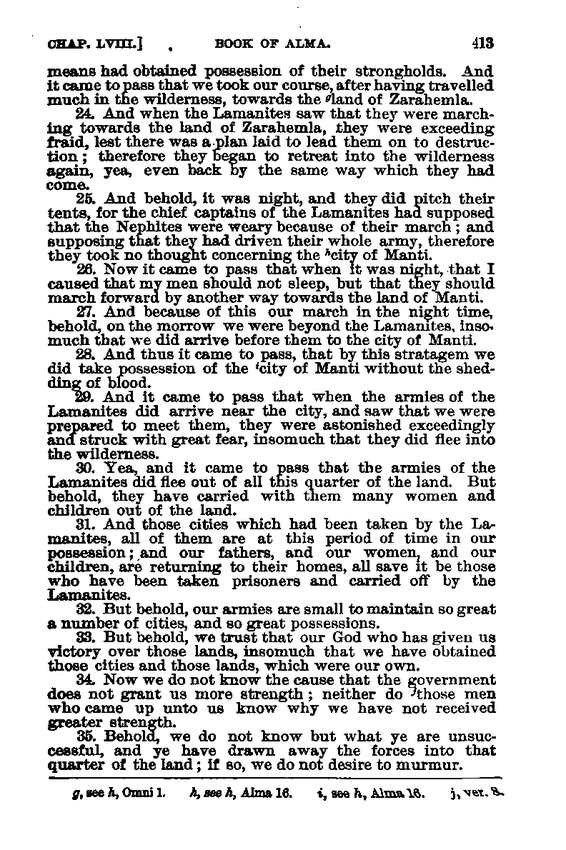 CHAP. LVIII.] BOOK OF ALMA. 413
means had obtained possession of their strongholds. And
it came to pass that we took our course, after having travelled
much in the wilderness, towards the gland of Zarahemla.
24. And when the Lamanites saw that they were march-
ing towards the land of Zarahemla, they were exceeding
fraid, lest there was a plan laid to lead them on to destruc-
tion; therefore they began to retreat into the wilderness
again, yea, even back by the same way which they had
come.
25. And behold, it was night, and they did pitch their
tents, for the chief captains of the Lamanites had supposed
that the Nephites were weary because of their march; and
supposing that they had driven their whole army, therefore
they took no thought concerning the hcity of Manti.
26. Now it came to pass that when it was night, that I
caused that my men should not sleep, but that they should
march forward by another way towards the land of Manti.
27. And because of this our march in the night time,
behold, on the morrow we were beyond the Lamanites, inso-
much that we did arrive before them to the city of Manti.
28. And thus it came to pass, that by this stratagem we
did take possession of the icity of Manti without the shed-
ding of blood.
29. And it came to pass that when the armies of the
Lamanites did arrive near the city, and saw that we were
prepared to meet them, they were astonished exceedingly
and struck with great fear, insomuch that they did flee into
the wilderness.
30. Yea, and it came to pass that the armies of the
Lamanites did flee out of all this quarter of the land. But
behold, they have carried with them many women and
children out of the land.
31. And those cities which had been taken by the La-
manites, all of them are at this period of time in our
possession; and our fathers, and our women, and our
children, are returning to their homes, all save it be those
who have been taken prisoners and carried off by the
Lamanites.
32. But behold, our armies are small to maintain so great
a number of cities, and so great possessions.
33. But behold, we trust that our God who has given us
victory over those lands, insomuch that we have obtained
those cities and those lands, which were our own.
34. Now we do not know the cause that the government
does not grant us more strength; neither do jthose men
who came up unto us know why we have not received
greater strength.
35. Behold, we do not know but what ye are unsuc-
cessful, and ye have drawn away the forces into that
quarter of the land; if so, we do not desire to murmur.
g, see h, Omni 1. h, see h, Alma 16. i, see h, Alma 16. j, ver. 8.